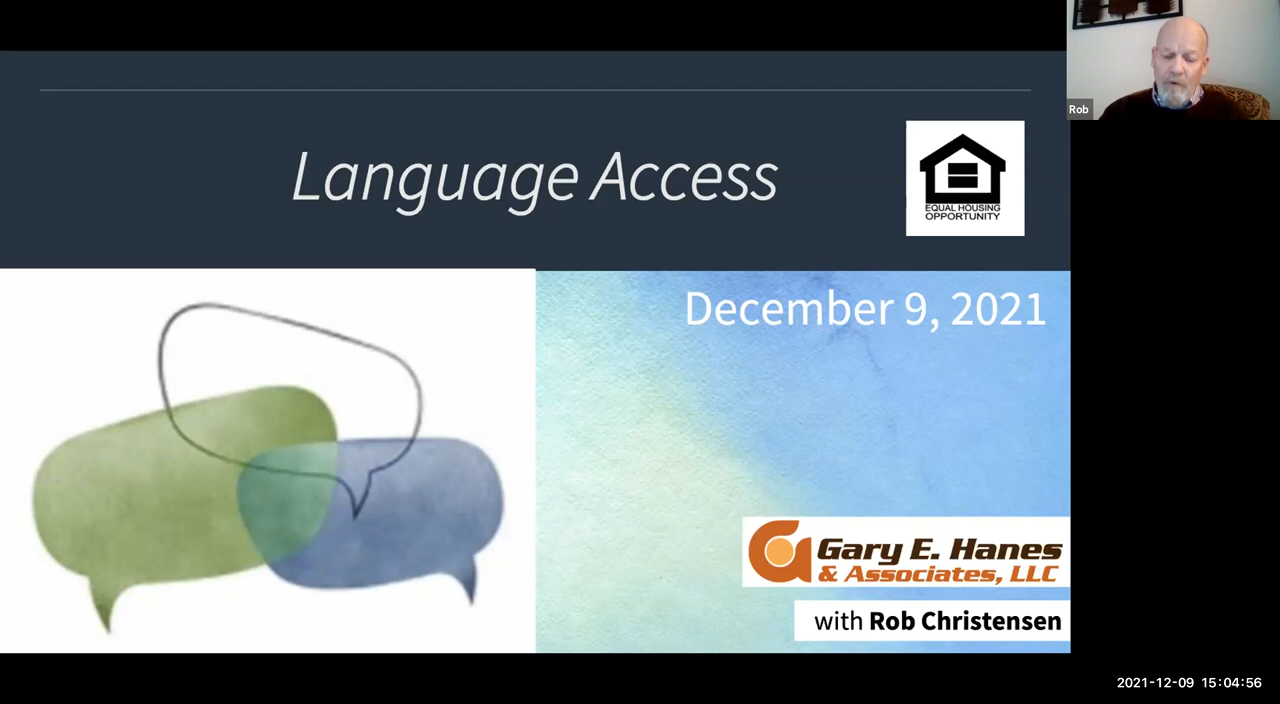 Language Access
EQUAL HOUSING
OPPORTUNITY
December 9, 2021
Gary E. Hanes
& Associates, LLC
with Rob Christensen
Rob
2021-12-09 15:04:56